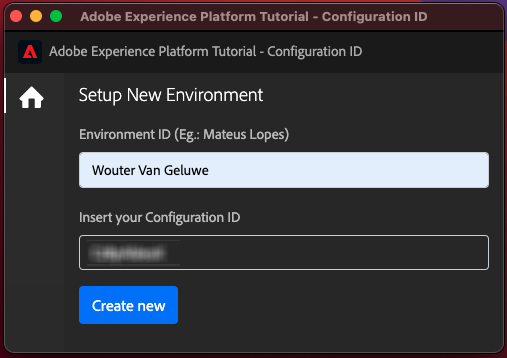 Adobe Experience Platform Tutorial - Configuration ID
Adobe Experience Platform Tutorial - Configuration ID
Setup New Environment
Environment ID (Eg.: Mateus Lopes)
Wouter Van Geluwe
Insert your Configuration ID
Create new